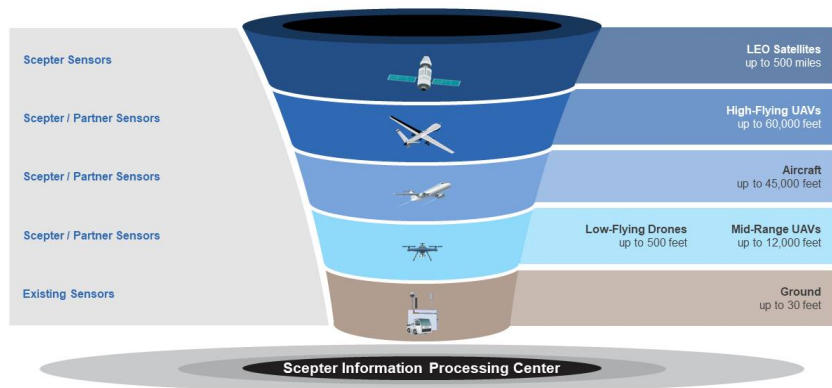 Scepter Sensors
LEO Satellites
up to 500 miles
Scepter / Partner Sensors
High-Flying UAVs
up to 60,000 feet
Scepter / Partner Sensors
Aircraft
up to 45,000 feet
Scepter / Partner Sensors
Low-Flying Drones
up to 500 feet
Mid-Range UAVs
up to 12,000 feet
Existing Sensors
Ground
up to 30 feet
Scepter Information Processing Center